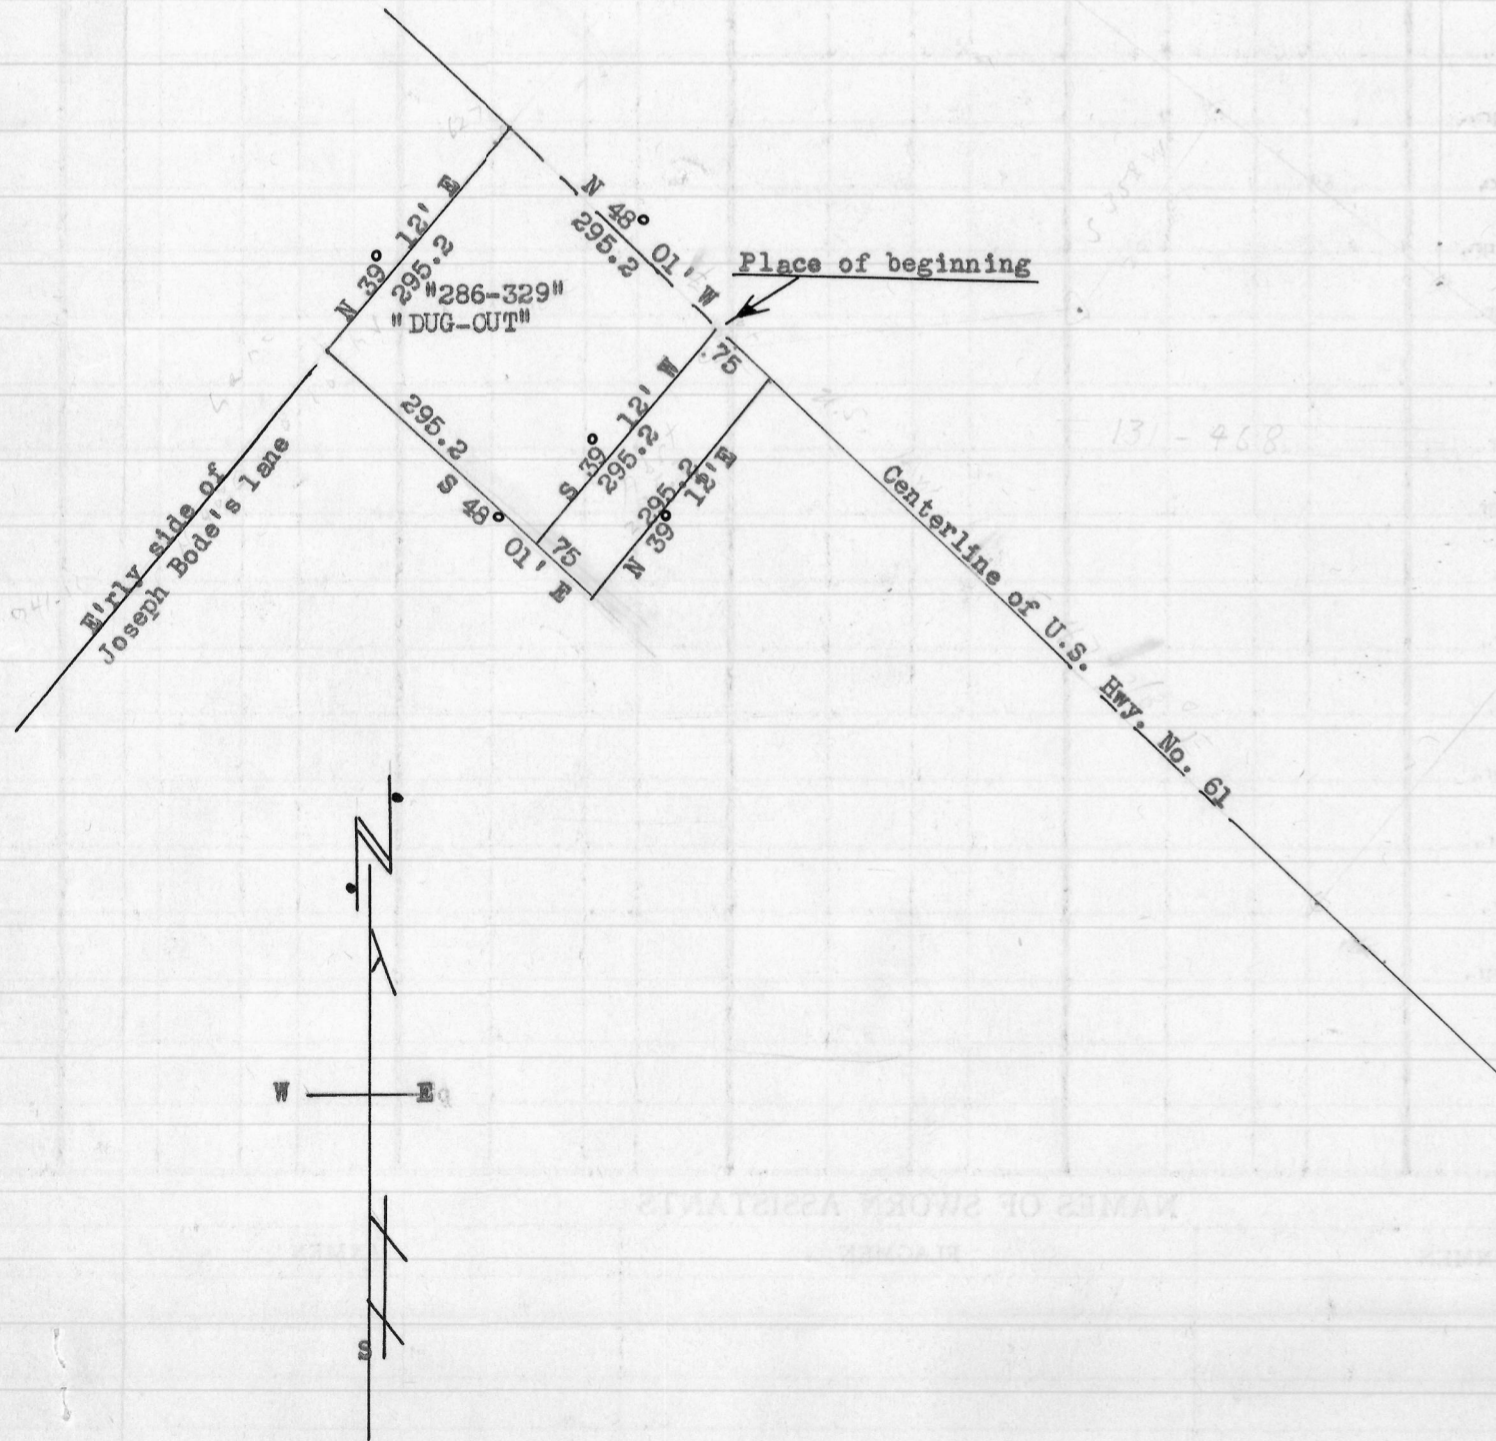 N 48° 01' W
295.2
N 39° 12' E
295.2
"286-329"
"DUG-OUT"
Place of beginning
75
S 39° 12' W
295.2
295.2
N 39° 12' E
295.2
S 48° 01' E
75
E'rly side of
Joseph Bode's lane
Centerline of U.S. Hwy. No. 61
131-468
N
W
E
S
NAMES OF SWORN ASSISTANTS
FLAGMEN